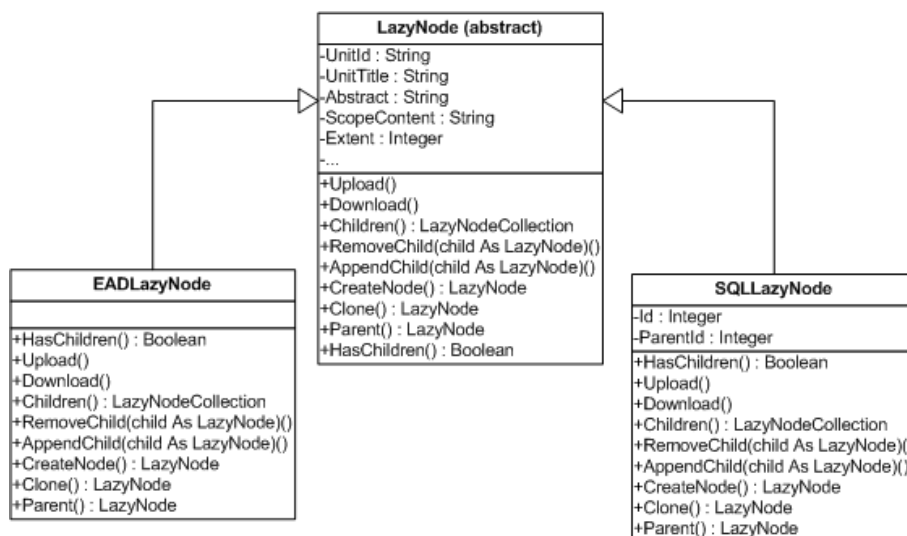 LazyNode (abstract)
-UnitId : String
-UnitTitle : String
-Abstract : String
-ScopeContent : String
-Extent : Integer
-...
+Upload()
+Download()
+Children() : LazyNodeCollection
+RemoveChild(child As LazyNode)()
+AppendChild(child As LazyNode)()
+CreateNode() : LazyNode
+Clone() : LazyNode
+Parent() : LazyNode
+HasChildren() : Boolean
EADLazyNode
+HasChildren() : Boolean
+Upload()
+Download()
+Children() : LazyNodeCollection
+RemoveChild(child As LazyNode)()
+AppendChild(child As LazyNode)()
+CreateNode() : LazyNode
+Clone() : LazyNode
+Parent() : LazyNode
SQLLazyNode
-Id : Integer
-ParentId : Integer
+HasChildren() : Boolean
+Upload()
+Download()
+Children() : LazyNodeCollection
+RemoveChild(child As LazyNode)(
+AppendChild(child As LazyNode)(
+CreateNode() : LazyNode
+Clone() : LazyNode
+Parent() : LazyNode